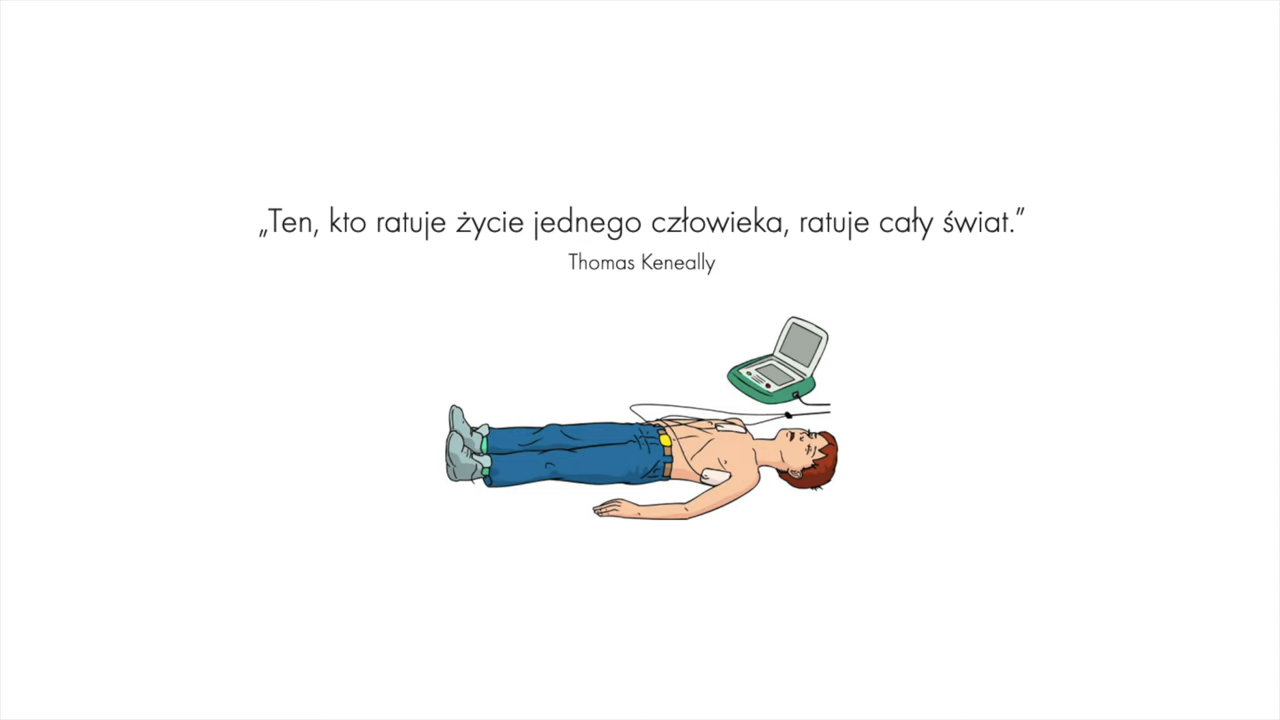 „Ten, kto ratuje życie jednego człowieka, ratuje cały świat.”
Thomas Keneally